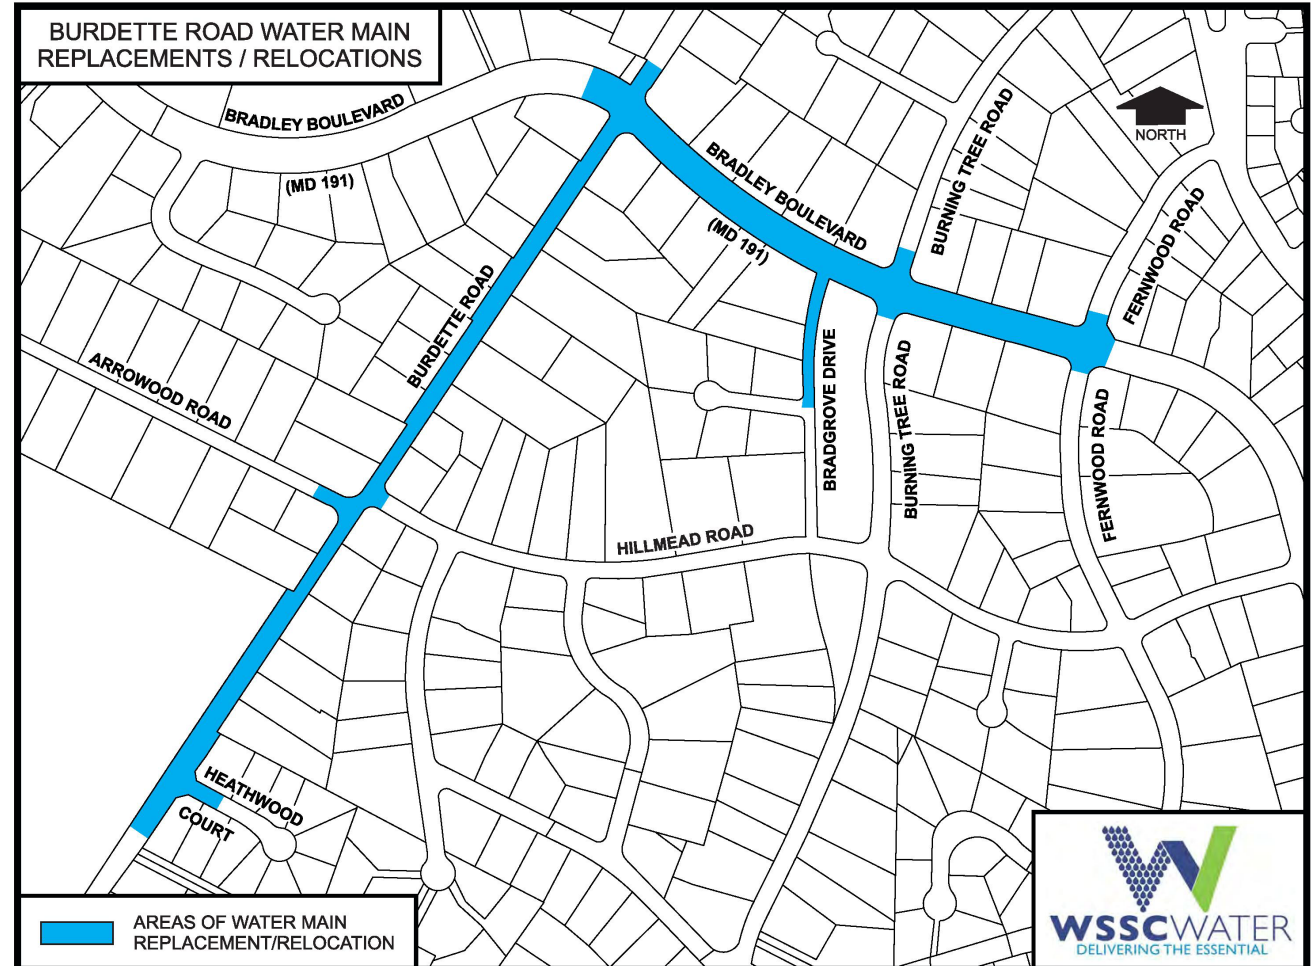 BURDETTE ROAD WATER MAIN
REPLACEMENTS / RELOCATIONS
BRADLEY BOULEVARD
(MD 191)
BRADLEY BOULEVARD
(MD 191)
BURNING TREE ROAD
NORTH
FERNWOOD ROAD
BURDETTE ROAD
ARROWOOD ROAD
BRADGROVE DRIVE
BURNING TREE ROAD
FERNWOOD ROAD
HILLMEAD ROAD
HEATHWOOD
COURT
AREAS OF WATER MAIN
REPLACEMENT/RELOCATION
WSSCWATER
DELIVERING THE ESSENTIAL